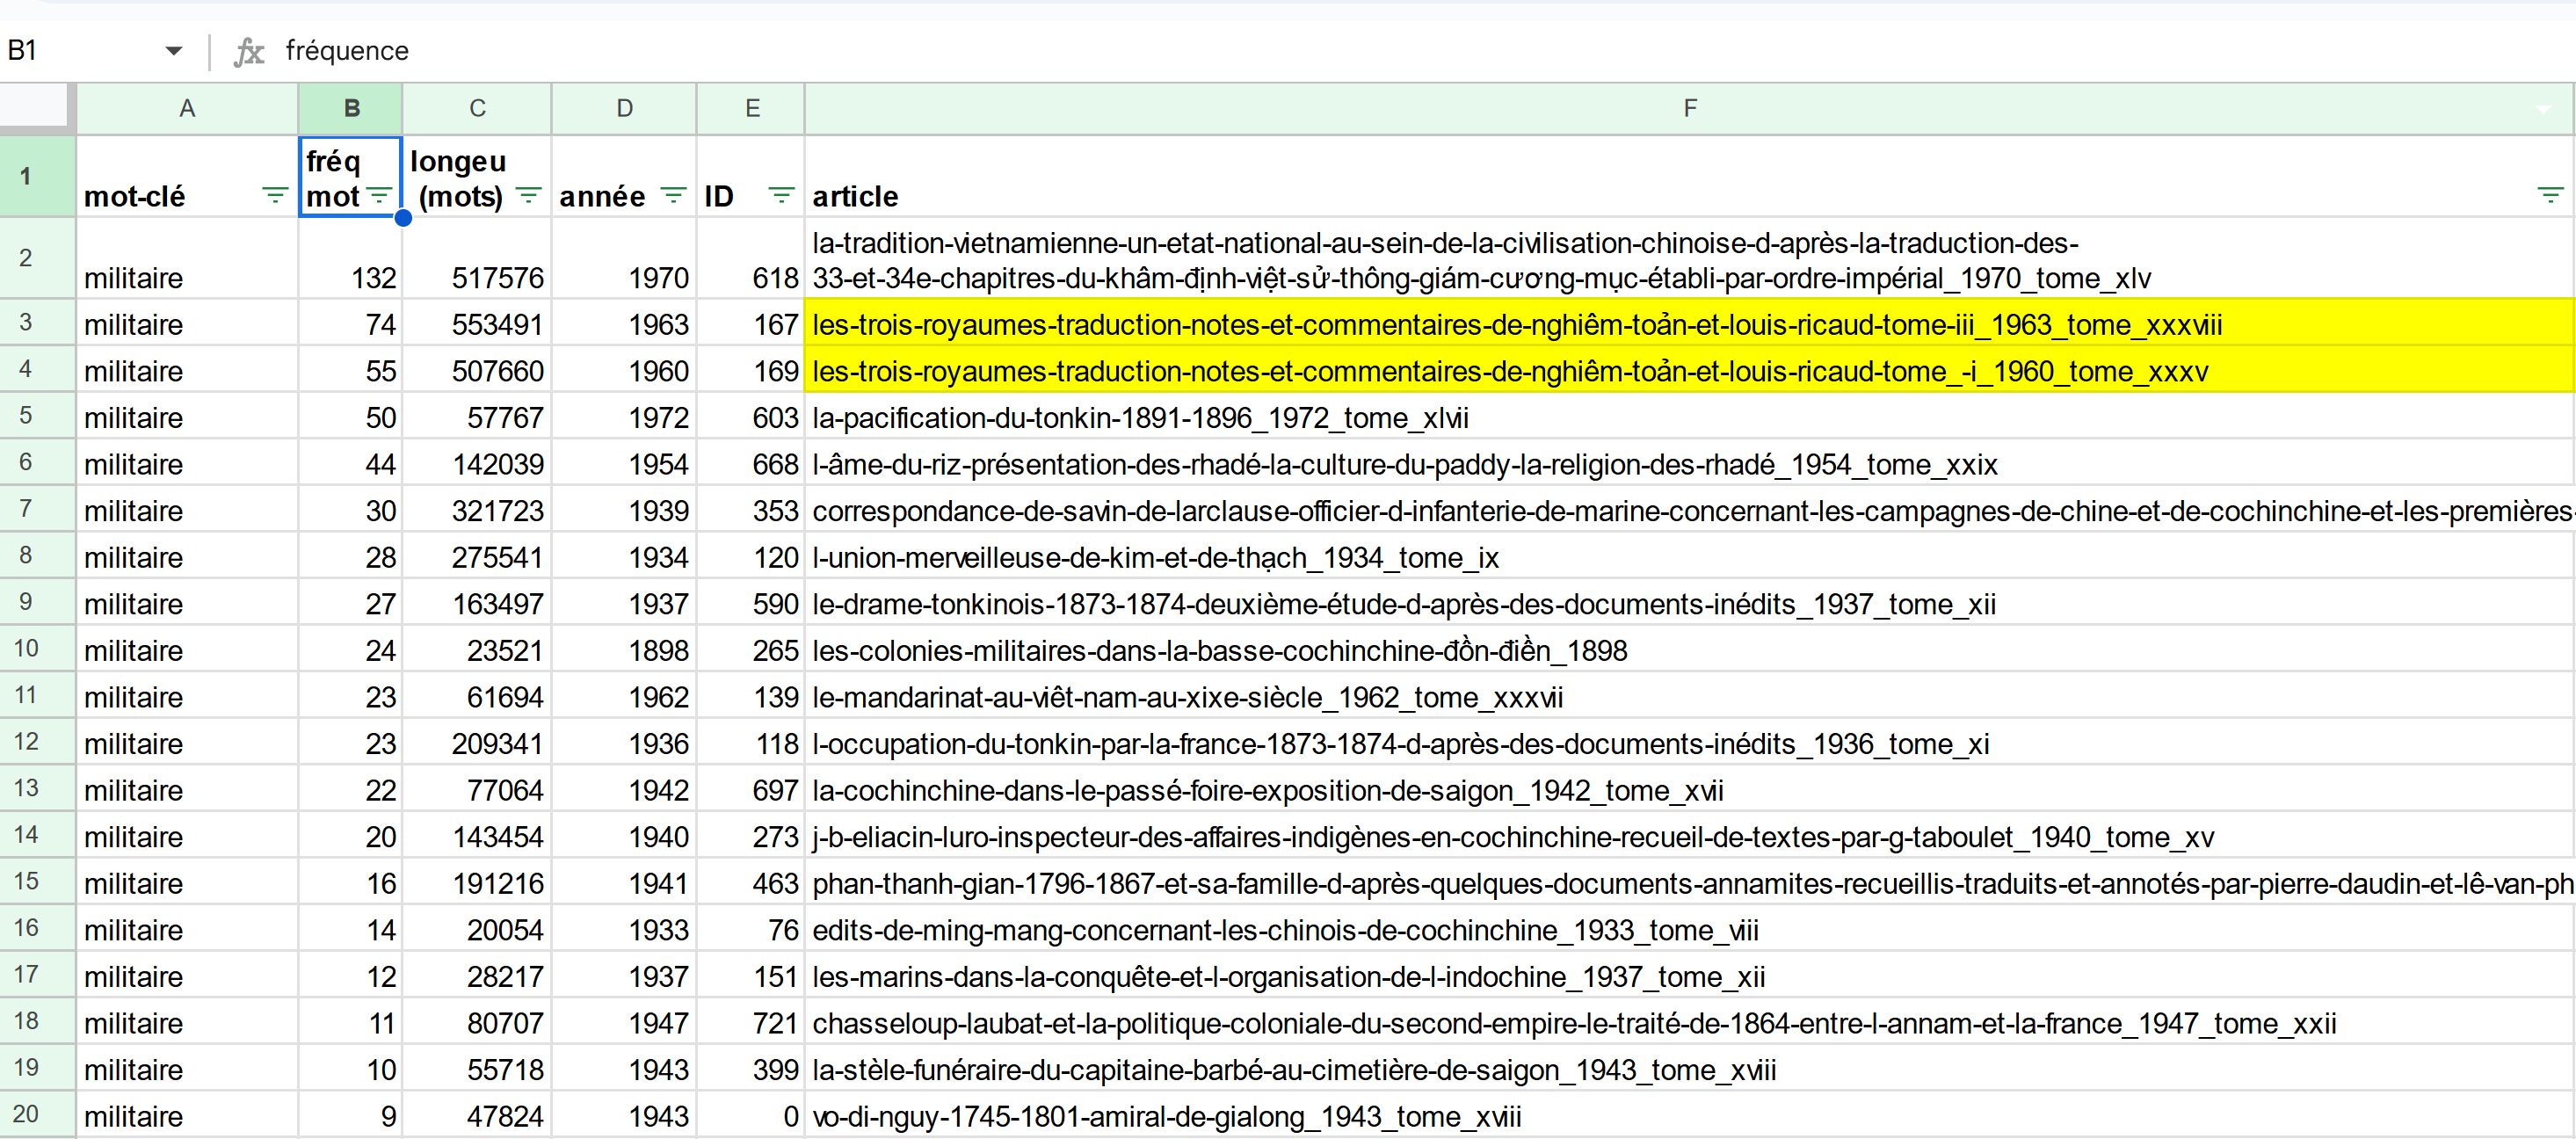 B1 fx fréquence
A B C D E F
1 mot-clé fréq mot longeu (mots) année ID article
2 militaire 132 517576 1970 618 la-tradition-vietnamienne-un-etat-national-au-sein-de-la-civilisation-chinoise-d-après-la-traduction-des-
33-et-34e-chapitres-du-khâm-định-việt-sử-thông-giám-cương-mục-établi-par-ordre-impérial_1970_tome_xlv
3 militaire 74 553491 1963 167 les-trois-royaumes-traduction-notes-et-commentaires-de-nghiêm-toản-et-louis-ricaud-tome-iii_1963_tome_xxxviii
4 militaire 55 507660 1960 169 les-trois-royaumes-traduction-notes-et-commentaires-de-nghiêm-toản-et-louis-ricaud-tome_-i_1960_tome_xxxv
5 militaire 50 57767 1972 603 la-pacification-du-tonkin-1891-1896_1972_tome_xlvii
6 militaire 44 142039 1954 668 l-âme-du-riz-présentation-des-rhadé-la-culture-du-paddy-la-religion-des-rhadé_1954_tome_xxix
7 militaire 30 321723 1939 353 correspondance-de-savin-de-larclause-officier-d-infanterie-de-marine-concernant-les-campagnes-de-chine-et-de-cochinchine-et-les-premières-
8 militaire 28 275541 1934 120 l-union-merveilleuse-de-kim-et-de-thạch_1934_tome_ix
9 militaire 27 163497 1937 590 le-drame-tonkinois-1873-1874-deuxième-étude-d-après-des-documents-inédits_1937_tome_xii
10 militaire 24 23521 1898 265 les-colonies-militaires-dans-la-basse-cochinchine-đồn-điền_1898
11 militaire 23 61694 1962 139 le-mandarinat-au-viêt-nam-au-xixe-siècle_1962_tome_xxxvii
12 militaire 23 209341 1936 118 l-occupation-du-tonkin-par-la-france-1873-1874-d-après-des-documents-inédits_1936_tome_xi
13 militaire 22 77064 1942 697 la-cochinchine-dans-le-passé-foire-exposition-de-saigon_1942_tome_xvii
14 militaire 20 143454 1940 273 j-b-eliacin-luro-inspecteur-des-affaires-indigènes-en-cochinchine-recueil-de-textes-par-g-taboulet_1940_tome_xv
15 militaire 16 191216 1941 463 phan-thanh-gian-1796-1867-et-sa-famille-d-après-quelques-documents-annamites-recueillis-traduits-et-annotés-par-pierre-daudin-et-lê-van-ph
16 militaire 14 20054 1933 76 edits-de-ming-mang-concernant-les-chinois-de-cochinchine_1933_tome_viii
17 militaire 12 28217 1937 151 les-marins-dans-la-conquête-et-l-organisation-de-l-indochine_1937_tome_xii
18 militaire 11 80707 1947 721 chasseloup-laubat-et-la-politique-coloniale-du-second-empire-le-traité-de-1864-entre-l-annam-et-la-france_1947_tome_xxii
19 militaire 10 55718 1943 399 la-stèle-funéraire-du-capitaine-barbé-au-cimetière-de-saigon_1943_tome_xviii
20 militaire 9 47824 1943 0 vo-di-nguy-1745-1801-amiral-de-gialong_1943_tome_xviii